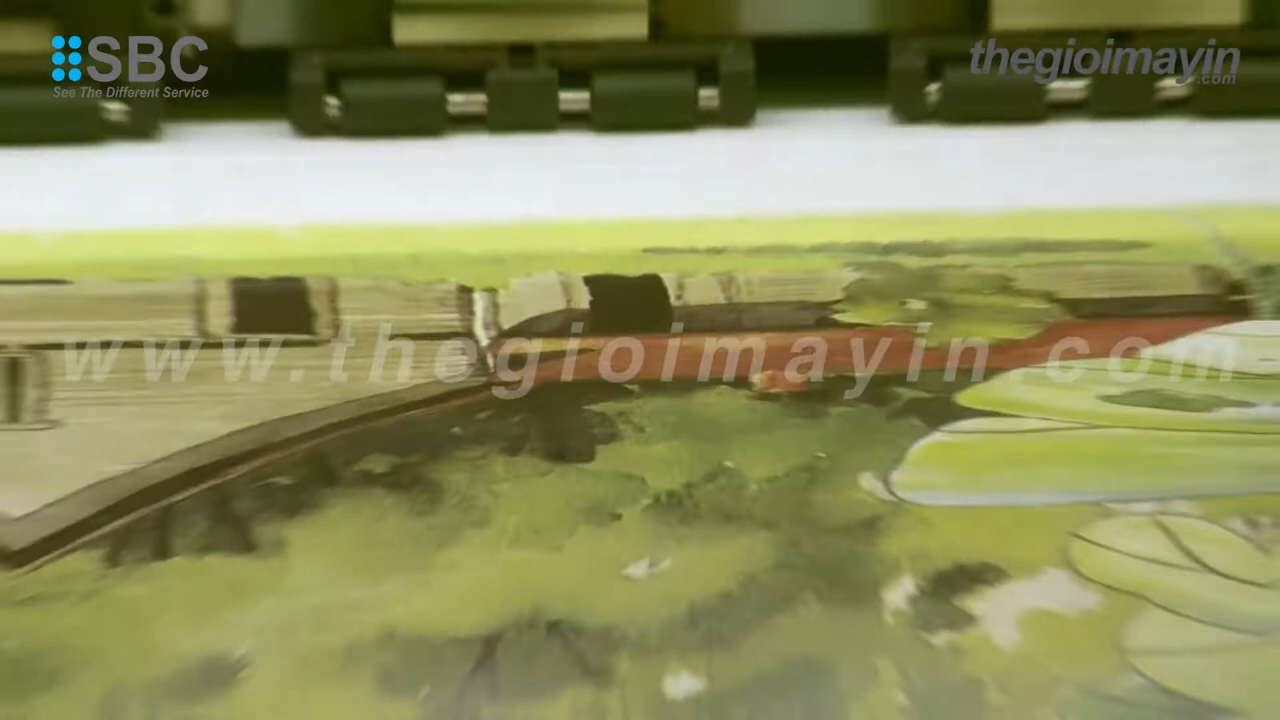 SBC
See The Different Service
thegioimayin
.com
www.thegioimayin.com